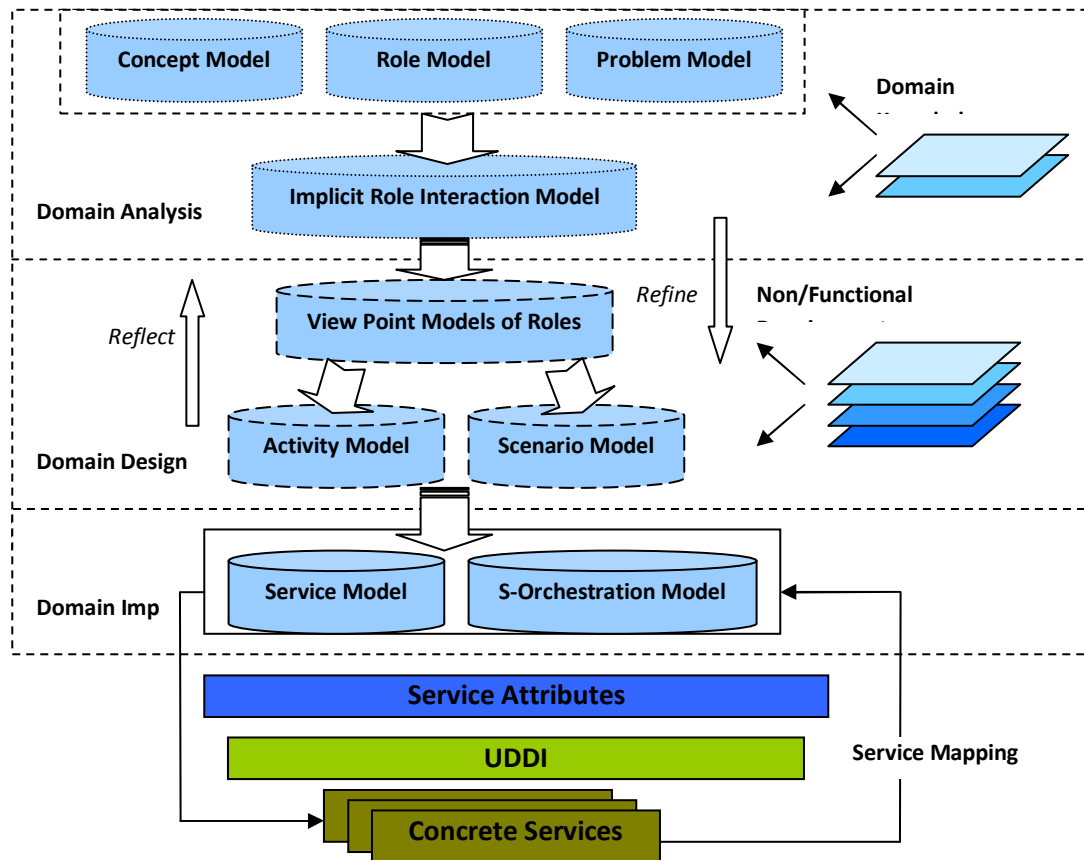 Concept Model
Role Model
Problem Model
Domain
Implicit Role Interaction Model
Domain Analysis
Refine
Non/Functional
View Point Models of Roles
Reflect
Activity Model
Scenario Model
Domain Design
Service Model
S-Orchestration Model
Domain Imp
Service Attributes
UDDI
Service Mapping
Concrete Services